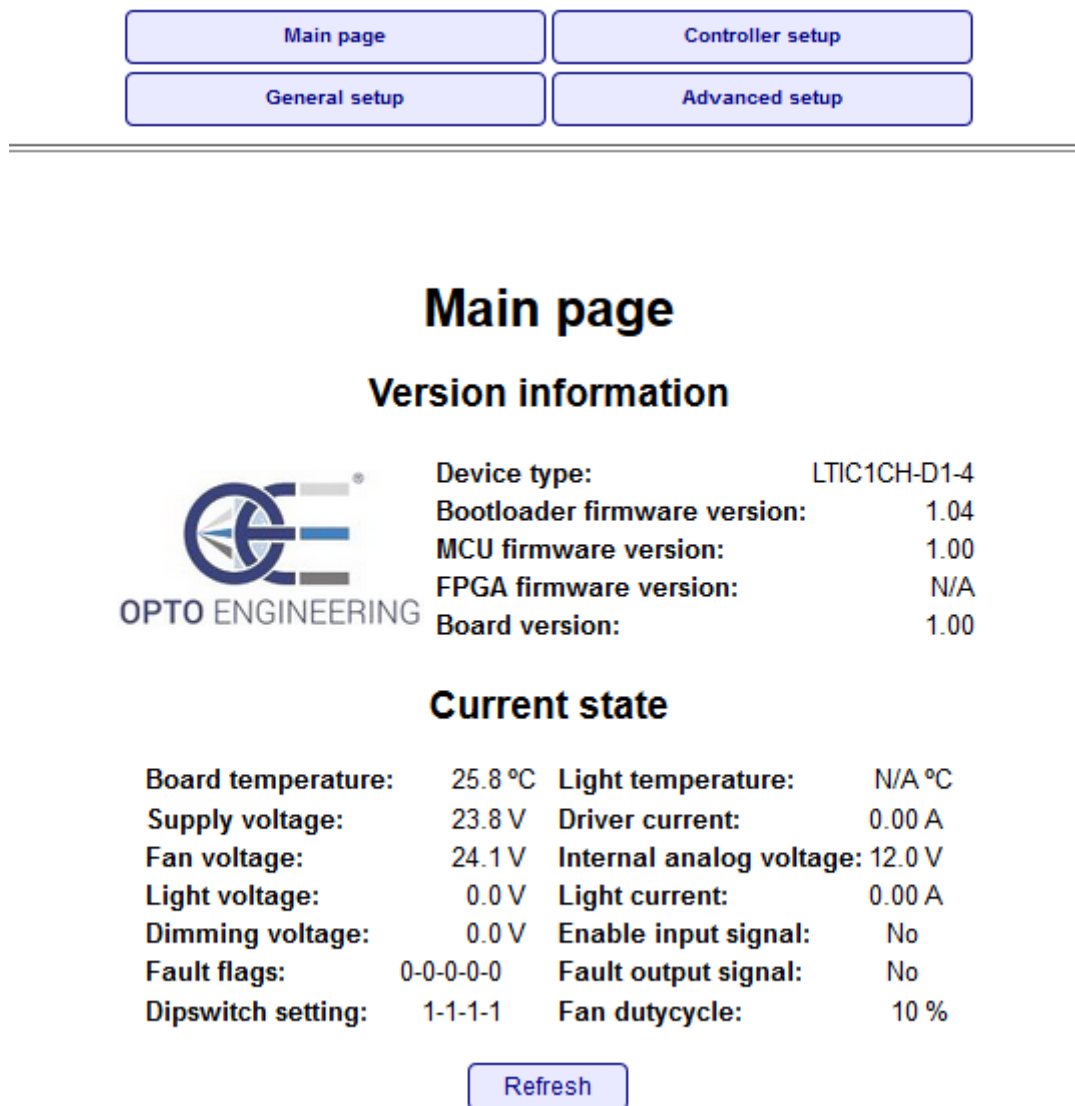 Main page Controller setup
General setup Advanced setup
Main page
Version information
OPTO ENGINEERING
®
Device type: LTIC1CH-D1-4
Bootloader firmware version: 1.04
MCU firmware version: 1.00
FPGA firmware version: N/A
Board version: 1.00
Current state
Board temperature: 25.8 ºC Light temperature: N/A ºC
Supply voltage: 23.8 V Driver current: 0.00 A
Fan voltage: 24.1 V Internal analog voltage: 12.0 V
Light voltage: 0.0 V Light current: 0.00 A
Dimming voltage: 0.0 V Enable input signal: No
Fault flags: 0-0-0-0-0 Fault output signal: No
Dipswitch setting: 1-1-1-1 Fan dutycycle: 10 %
Refresh